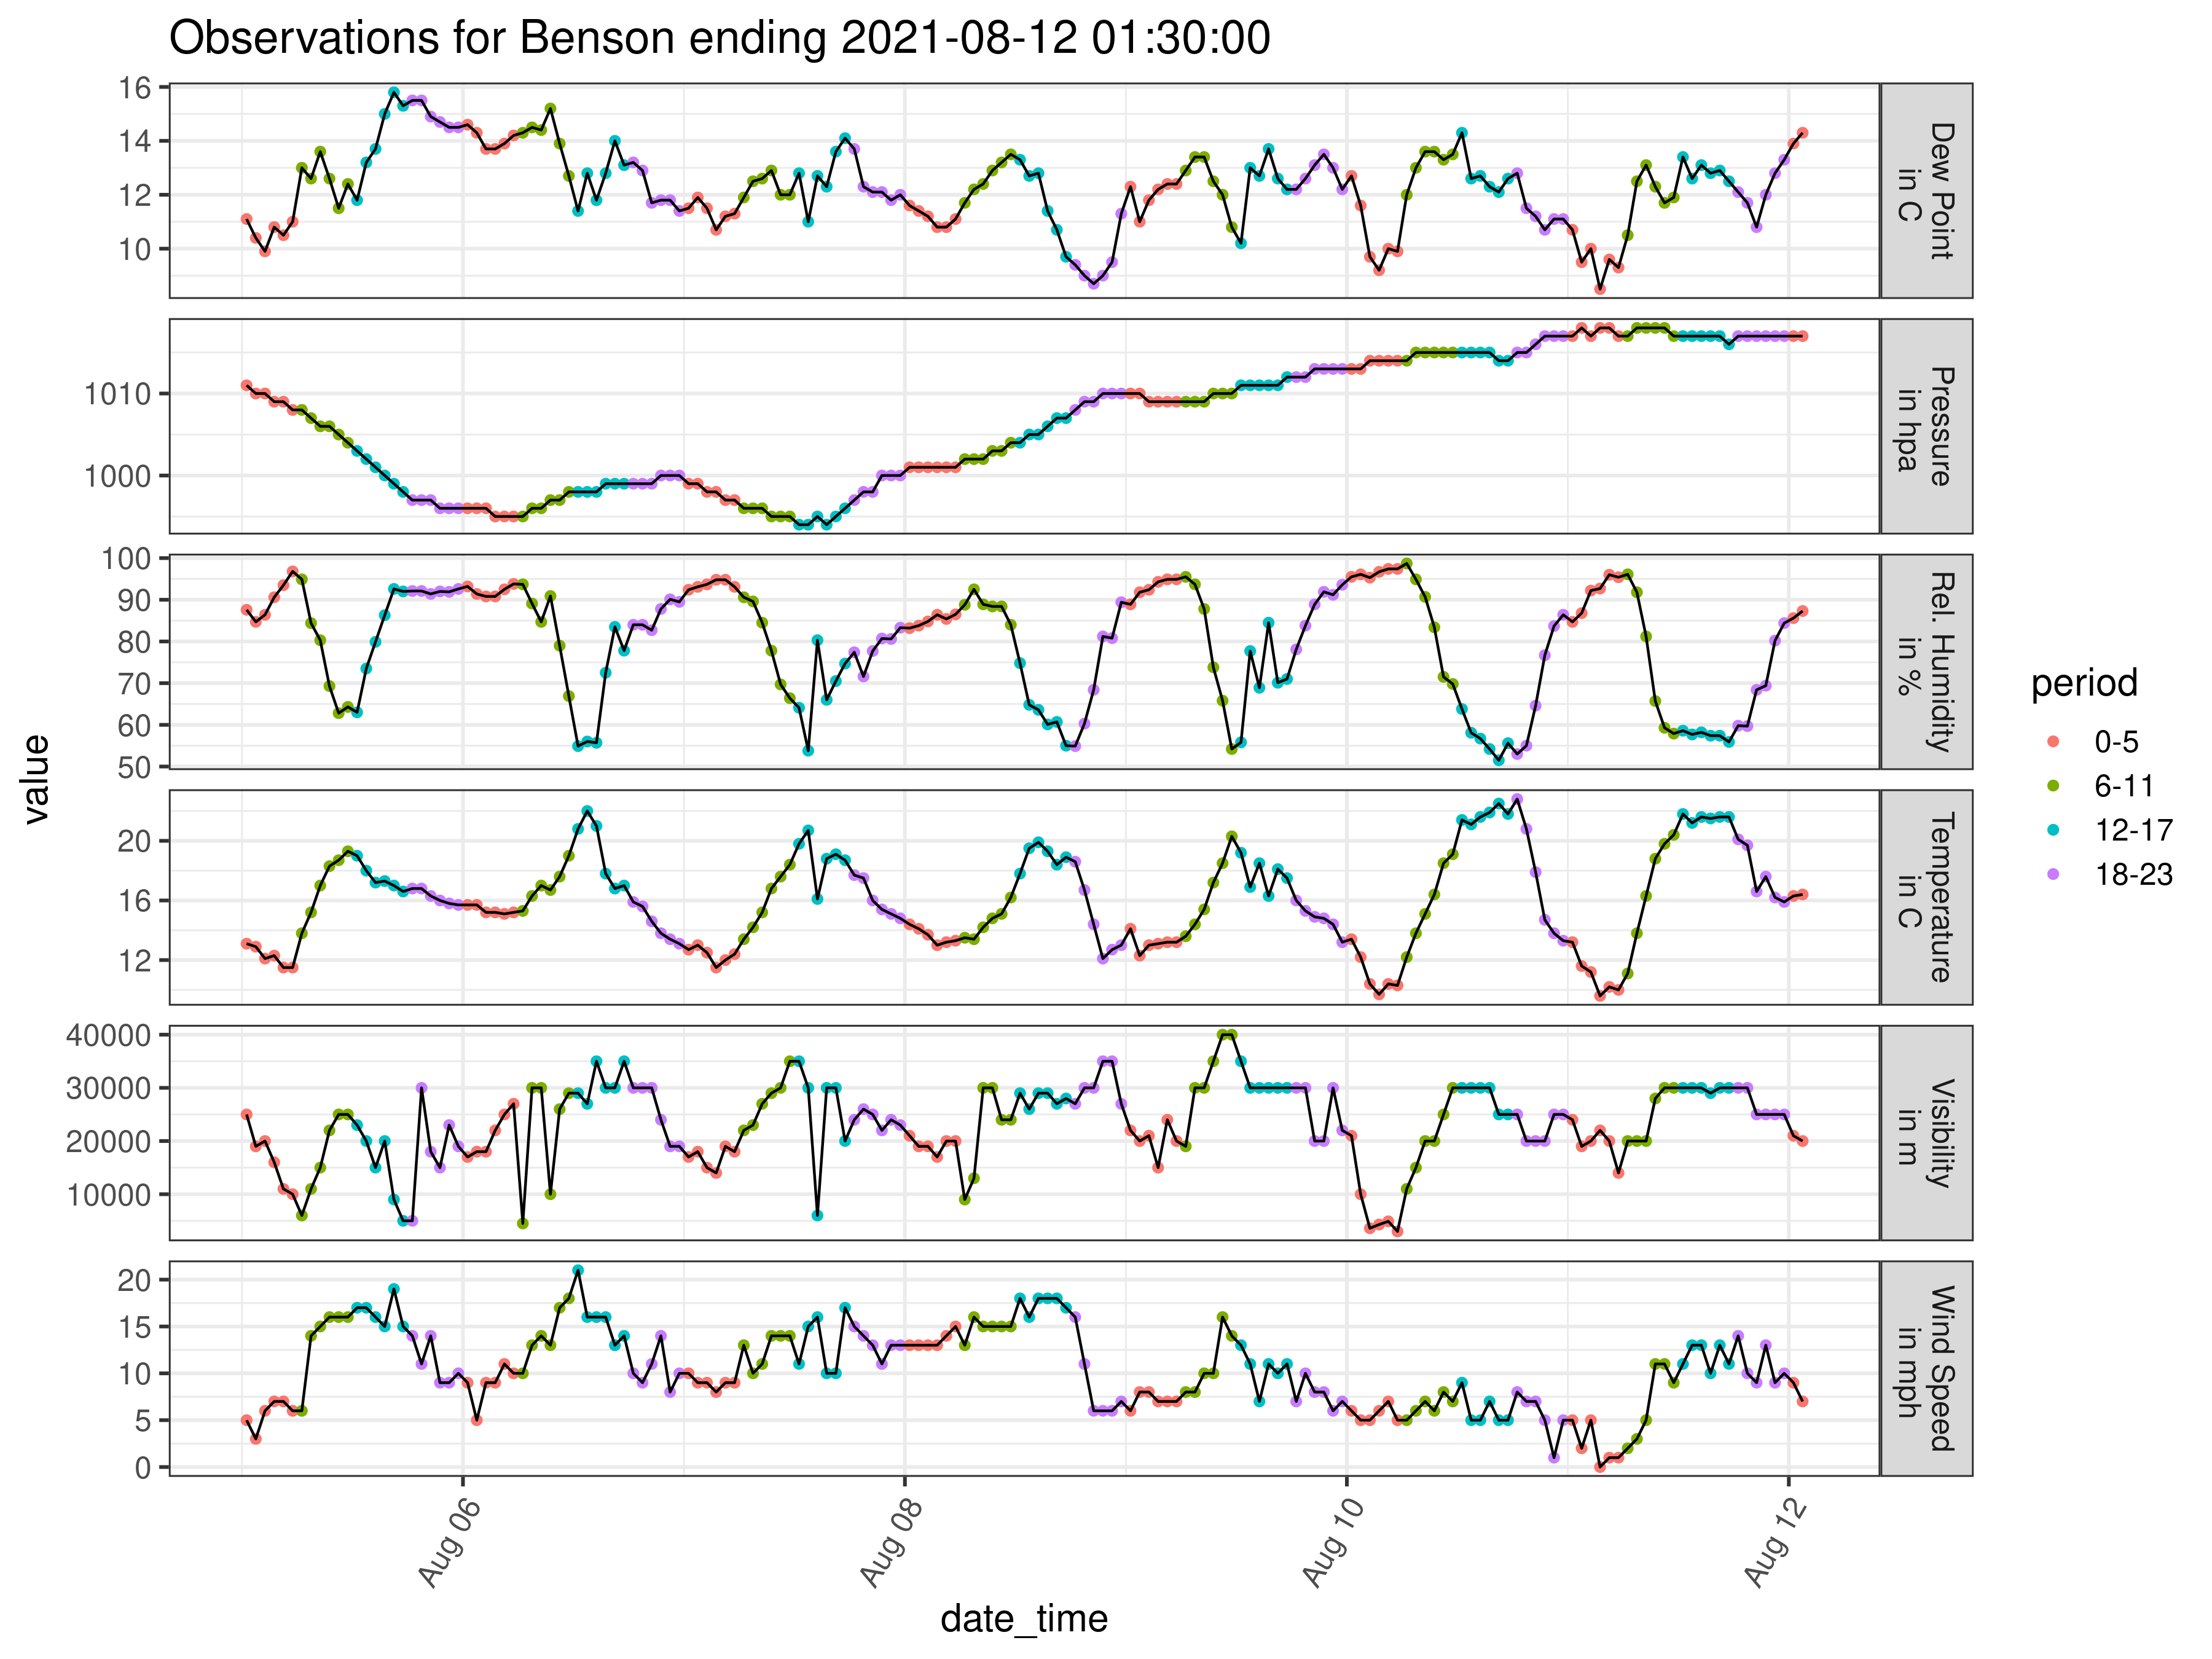 Observations for Benson ending 2021-08-12 01:30:00
16
14
12
10
Dew Point
in C
1010
1000
Pressure
in hpa
100
90
80
70
60
50
Rel. Humidity
in %
20
16
12
Temperature
in C
40000
30000
20000
10000
Visibility
in m
20
15
10
5
0
Wind Speed
in mph
value
Aug 06
Aug 08
Aug 10
Aug 12
date_time
period
0-5
6-11
12-17
18-23